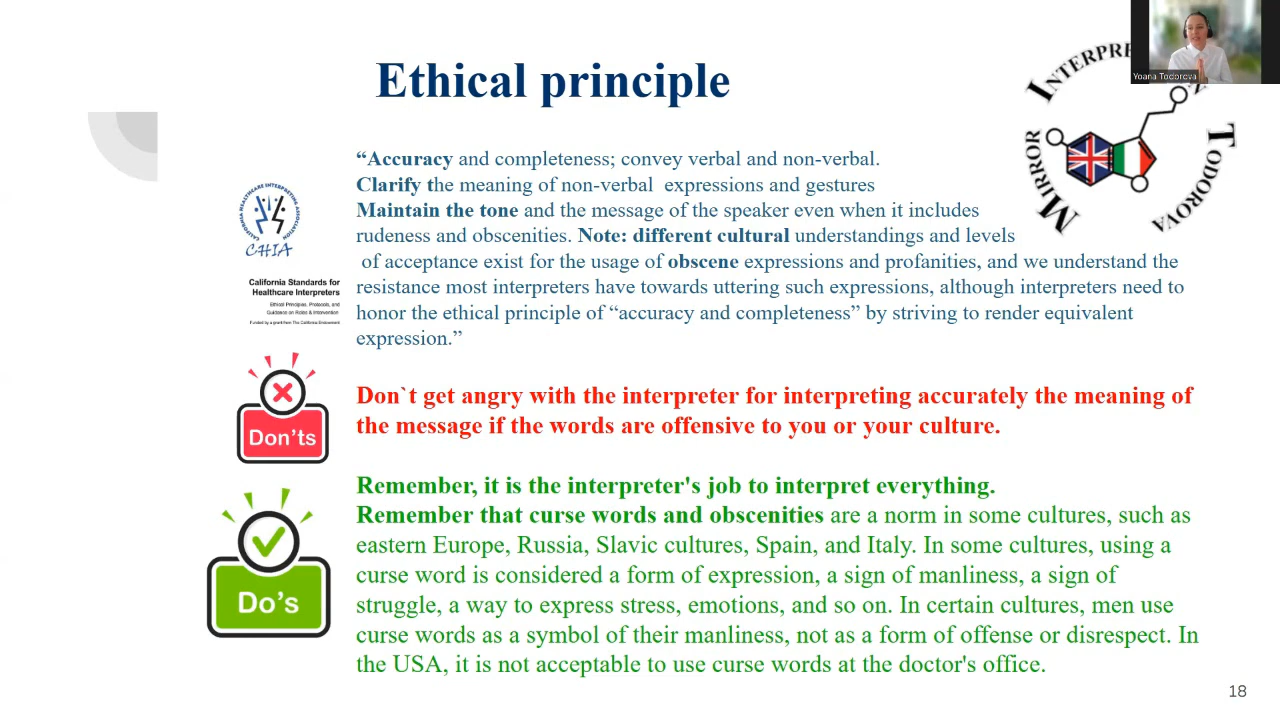 Ethical principle
Yoana Todorova
INTERPRE
MIRROR
TODOROVA
“Accuracy and completeness; convey verbal and non-verbal.
Clarify the meaning of non-verbal expressions and gestures
Maintain the tone and the message of the speaker even when it includes
rudeness and obscenities. Note: different cultural understandings and levels
of acceptance exist for the usage of obscene expressions and profanities, and we understand the
resistance most interpreters have towards uttering such expressions, although interpreters need to
honor the ethical principle of “accuracy and completeness” by striving to render equivalent
expression.”
CALIFORNIA HEALTHCARE INTERPRETING ASSOCIATION
CHIA
California Standards for
Healthcare Interpreters
Ethical Principles, Protocols, and
Guidance on Roles & Intervention
Funded by a grant from The California Endowment
Don’ts
Don`t get angry with the interpreter for interpreting accurately the meaning of
the message if the words are offensive to you or your culture.
Do’s
Remember, it is the interpreter's job to interpret everything.
Remember that curse words and obscenities are a norm in some cultures, such as
eastern Europe, Russia, Slavic cultures, Spain, and Italy. In some cultures, using a
curse word is considered a form of expression, a sign of manliness, a sign of
struggle, a way to express stress, emotions, and so on. In certain cultures, men use
curse words as a symbol of their manliness, not as a form of offense or disrespect. In
the USA, it is not acceptable to use curse words at the doctor's office.
18